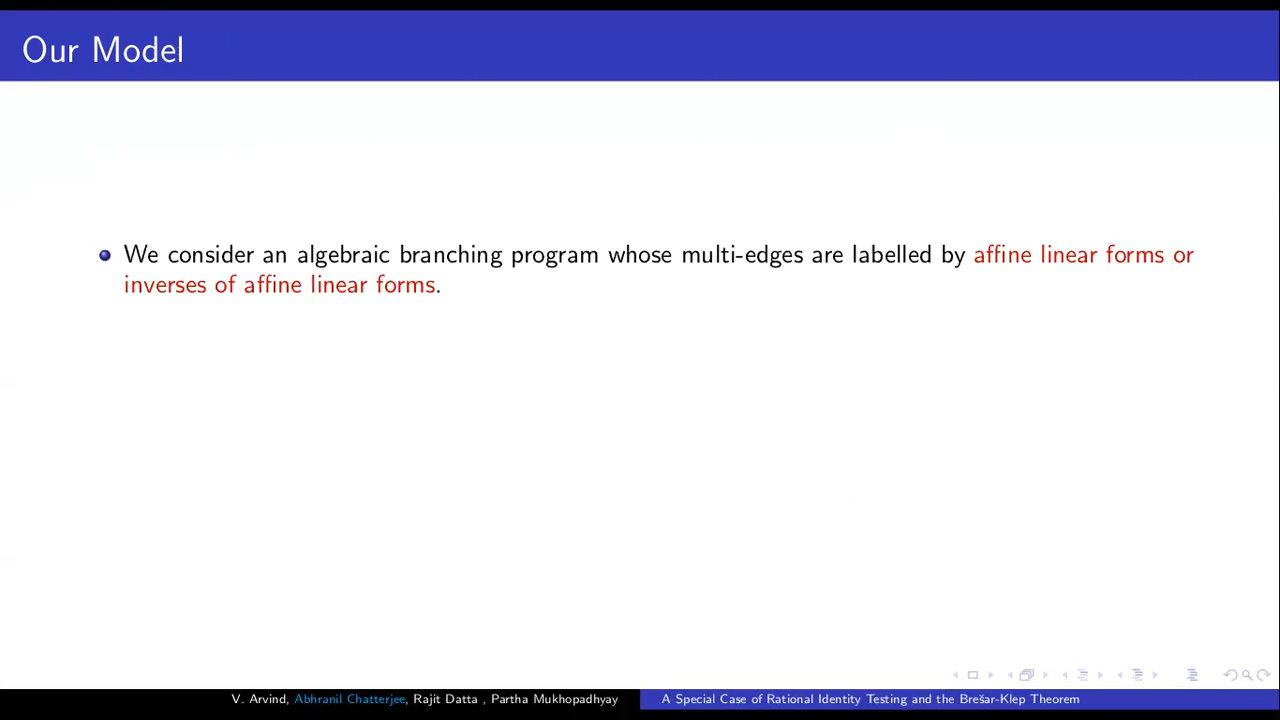 Our Model
We consider an algebraic branching program whose multi-edges are labelled by affine linear forms or
inverses of affine linear forms.
V. Arvind, Abhranil Chatterjee, Rajit Datta , Partha Mukhopadhyay
A Special Case of Rational Identity Testing and the Brešar-Klep Theorem